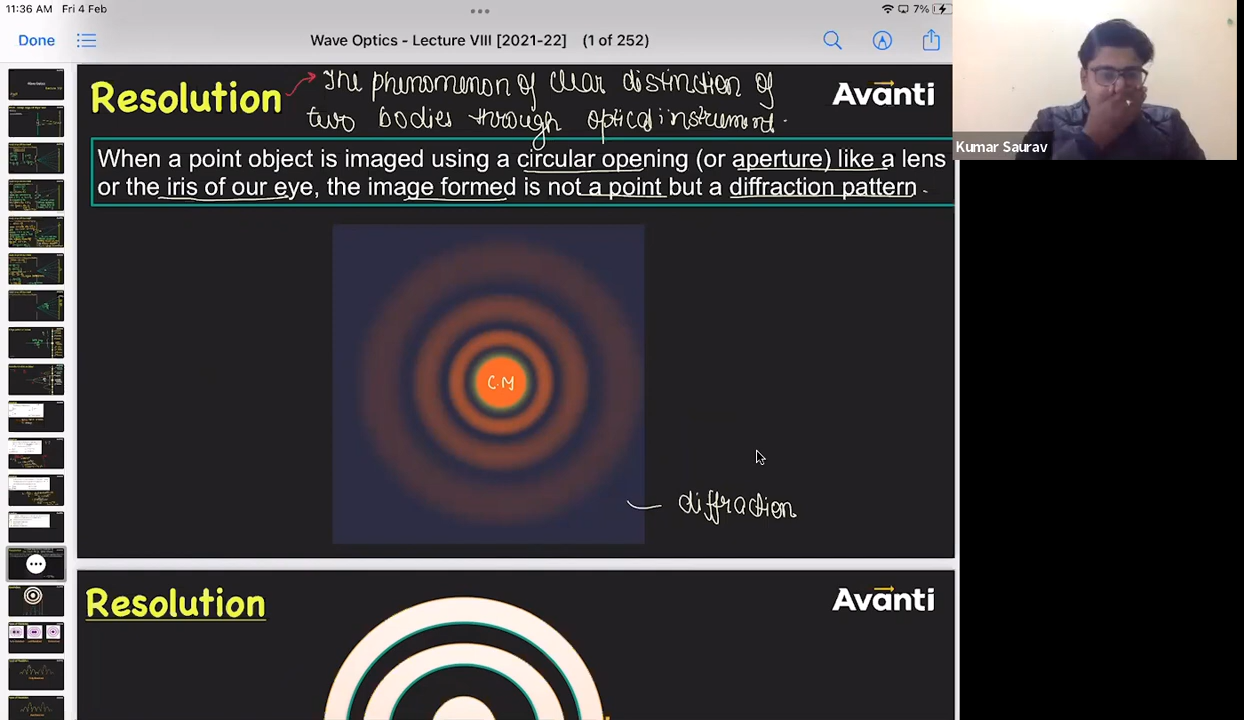 11:36 AM Fri 4 Feb
7%
Done
Wave Optics - Lecture VIII [2021-22] (1 of 252)
Resolution
The phenomenon of clear distinction of
two bodies through optical instrument.
Avanti
When a point object is imaged using a circular opening (or aperture) like a lens
or the iris of our eye, the image formed is not a point but a diffraction pattern.
Kumar Saurav
C.M
diffraction
Resolution
Avanti